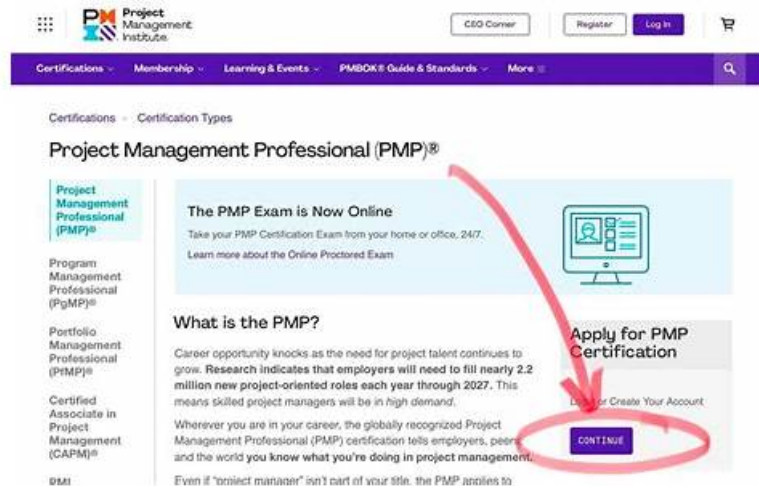 Project
Management
Institute.
CEO Corner
Register
Log In
Certifications
Membership
Learning & Events
PMBOK® Guide & Standards
More
Certifications
Certification Types
Project Management Professional (PMP)®
Project
Management
Professional
(PMP)®
Program
Management
Professional
(PgMP)®
Portfolio
Management
Professional
(PfMP)®
Certified
Associate in
Project
Management
(CAPM)®
PMI
The PMP Exam is Now Online
Take your PMP Certification Exam from your home or office, 24/7.
Learn more about the Online Proctored Exam
What is the PMP?
Career opportunity knocks as the need for project talent continues to
grow. Research indicates that employers will need to fill nearly 2.2
million new project-oriented roles each year through 2027. This
means skilled project managers will be in high demand.
Wherever you are in your career, the globally recognized Project
Management Professional (PMP) certification tells employers, peers
and the world you know what you're doing in project management.
Even if "project manager" isn't part of your title, the PMP applies to
Apply for PMP
Certification
or Create Your Account
CONTINUE